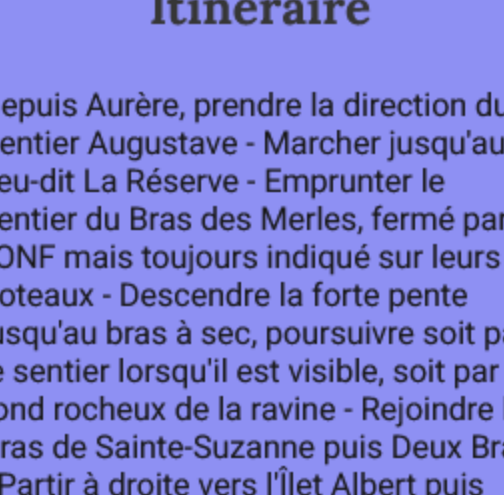 Itinéraire
epuis Aurère, prendre la direction du
entier Augustave - Marcher jusqu'au
eu-dit La Réserve - Emprunter le
entier du Bras des Merles, fermé par
ONF mais toujours indiqué sur leurs
oteaux - Descendre la forte pente
usqu'au bras à sec, poursuivre soit p
e sentier lorsqu'il est visible, soit par
ond rocheux de la ravine - Rejoindre
ras de Sainte-Suzanne puis Deux Br
Partir à droite vers l'Îlet Albert puis